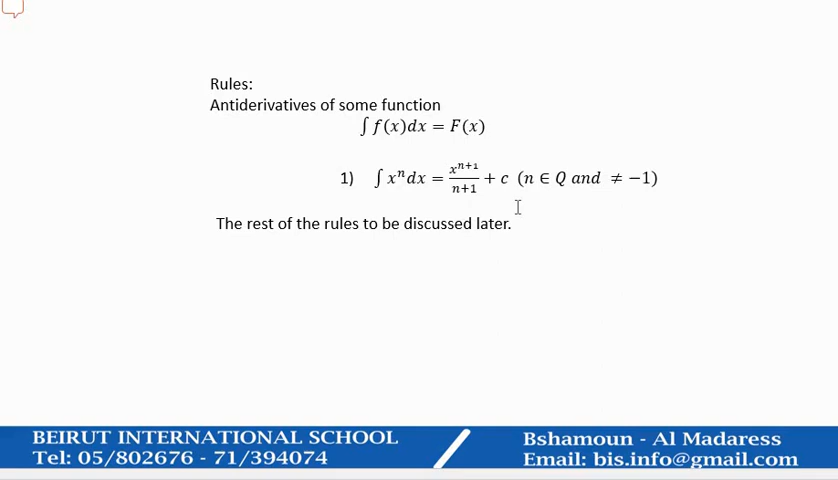 Rules:
Antiderivatives of some function
∫ f(x)dx = F(x)
1) ∫ xⁿdx = xⁿ⁺¹/n+1 + c (n ∈ Q and ≠ −1)
The rest of the rules to be discussed later.
BEIRUT INTERNATIONAL SCHOOL
Tel: 05/802676 - 71/394074
Bshamoun - Al Madaress
Email: bis.info@gmail.com